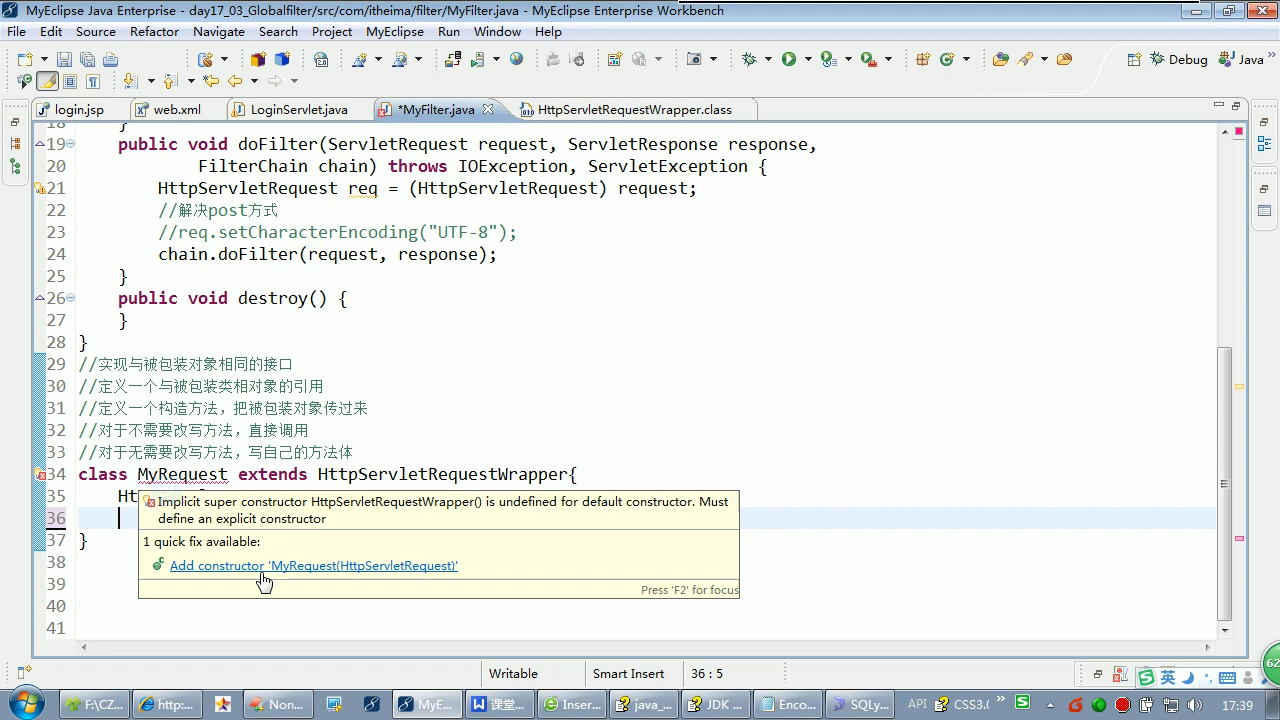 MyEclipse Java Enterprise - day17_03_Globalfilter/src/com/itheima/filter/MyFilter.java - MyEclipse Enterprise Workbench
File Edit Source Refactor Navigate Search Project MyEclipse Run Window Help
Debug Java
login.jsp web.xml LoginServlet.java *MyFilter.java HttpServletRequestWrapper.class
18 }
19 public void doFilter(ServletRequest request, ServletResponse response,
20 FilterChain chain) throws IOException, ServletException {
21 HttpServletRequest req = (HttpServletRequest) request;
22 //解决post方式
23 //req.setCharacterEncoding("UTF-8");
24 chain.doFilter(request, response);
25 }
26 public void destroy() {
27 }
28 }
29 //实现与被包装对象相同的接口
30 //定义一个与被包装类相对象的引用
31 //定义一个构造方法，把被包装对象传过来
32 //对于不需要改写方法，直接调用
33 //对于无需要改写方法，写自己的方法体
34 class MyRequest extends HttpServletRequestWrapper{
35 Ht
Implicit super constructor HttpServletRequestWrapper() is undefined for default constructor. Must
define an explicit constructor
36
1 quick fix available:
37 }
Add constructor 'MyRequest(HttpServletRequest)'
38
Press 'F2' for focus
39
40
41
Writable Smart Insert 36 : 5
62
英
F:\CZ... http:... Non... MyE... 课堂... Inser... java_... JDK ... Enco... SQLy... API CSS3.( 17:39